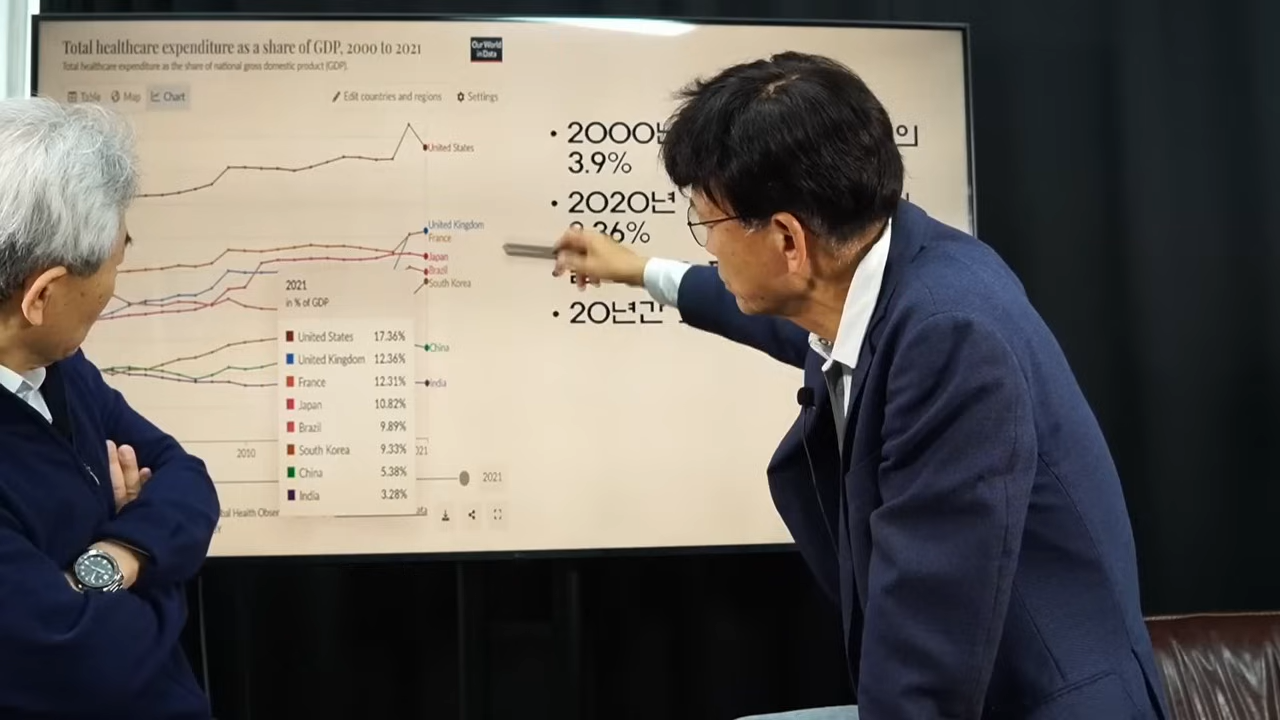 Total healthcare expenditure as a share of GDP, 2000 to 2021
Total healthcare expenditure as the share of national gross domestic product (GDP).
Our World
in Data
Table Map Chart
Edit countries and regions Settings
United States
United Kingdom
France
Japan
Brazil
South Korea
China
India
2021
in % of GDP
United States 17.36%
United Kingdom 12.36%
France 12.31%
Japan 10.82%
Brazil 9.89%
South Korea 9.33%
China 5.38%
India 3.28%
2010
2021
• 2000년
3.9%
• 2020년
• 20년간